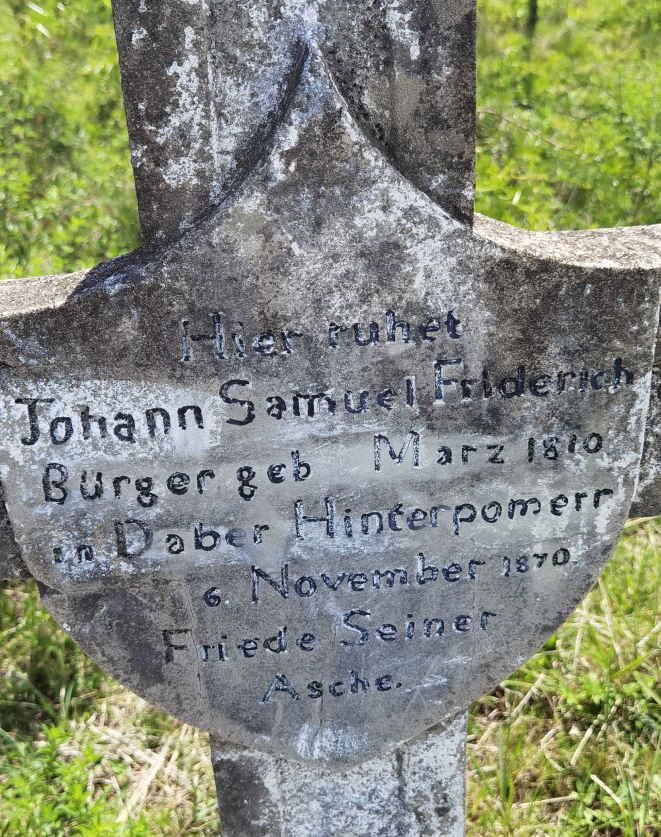 Hier ruhet
Johann Samuel Friderich
Bürger geb Marz 1810
in Daber Hinterpomerr
6. November 1870.
Friede Seiner
Asche.